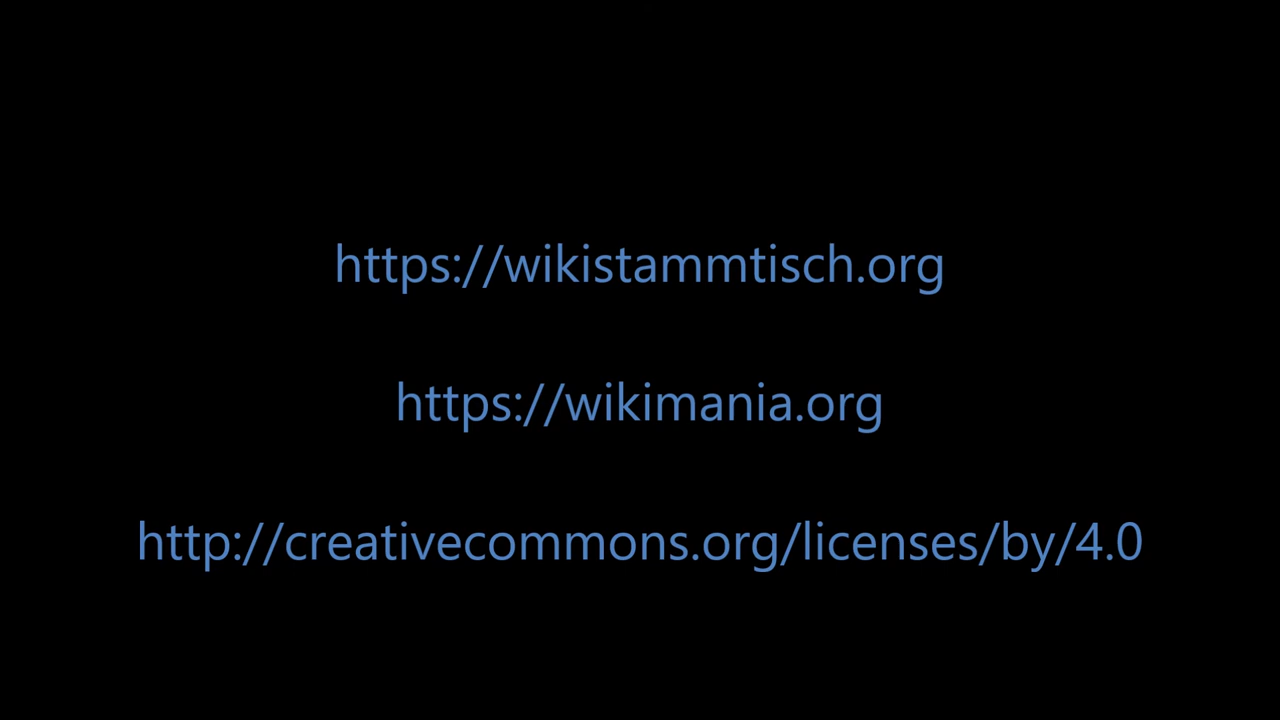 https://wikistammtisch.org
https://wikimania.org
http://creativecommons.org/licenses/by/4.0